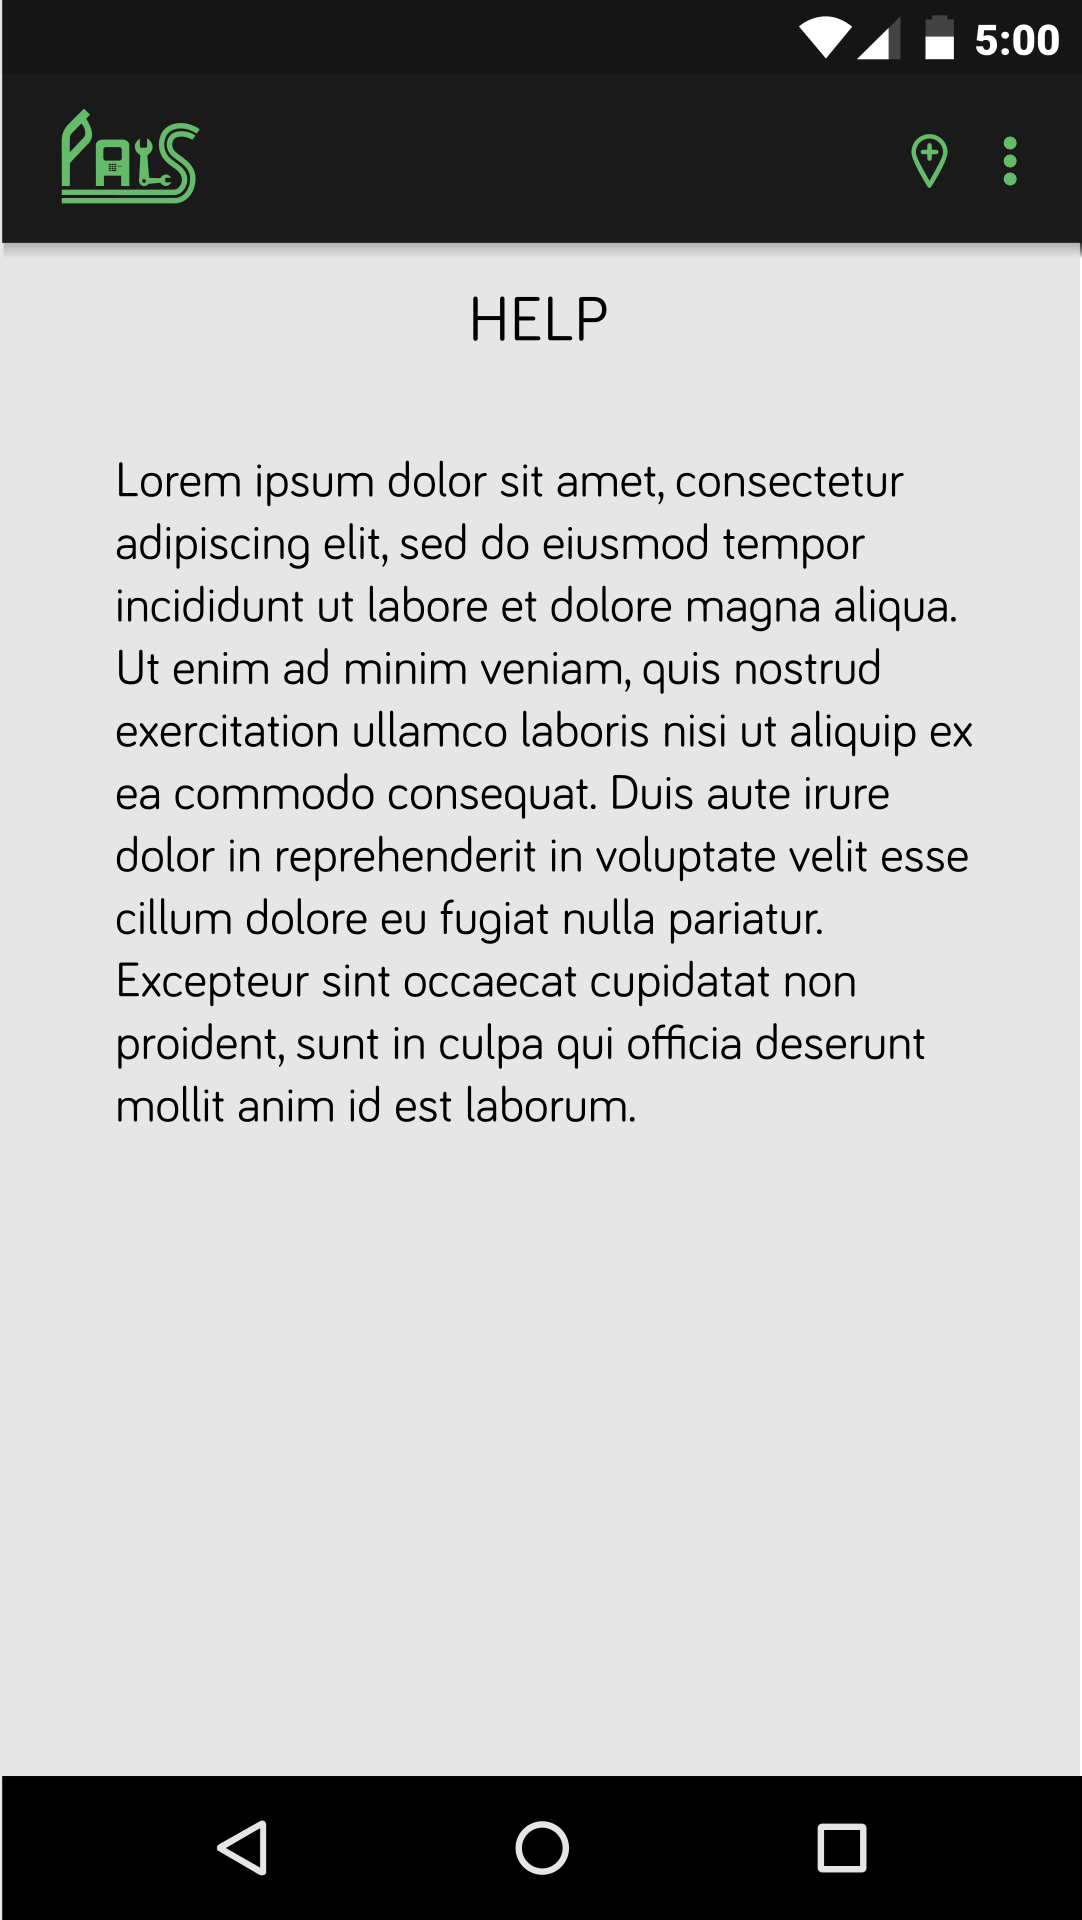 5:00
PALS
HELP
Lorem ipsum dolor sit amet, consectetur
adipiscing elit, sed do eiusmod tempor
incididunt ut labore et dolore magna aliqua.
Ut enim ad minim veniam, quis nostrud
exercitation ullamco laboris nisi ut aliquip ex
ea commodo consequat. Duis aute irure
dolor in reprehenderit in voluptate velit esse
cillum dolore eu fugiat nulla pariatur.
Excepteur sint occaecat cupidatat non
proident, sunt in culpa qui officia deserunt
mollit anim id est laborum.